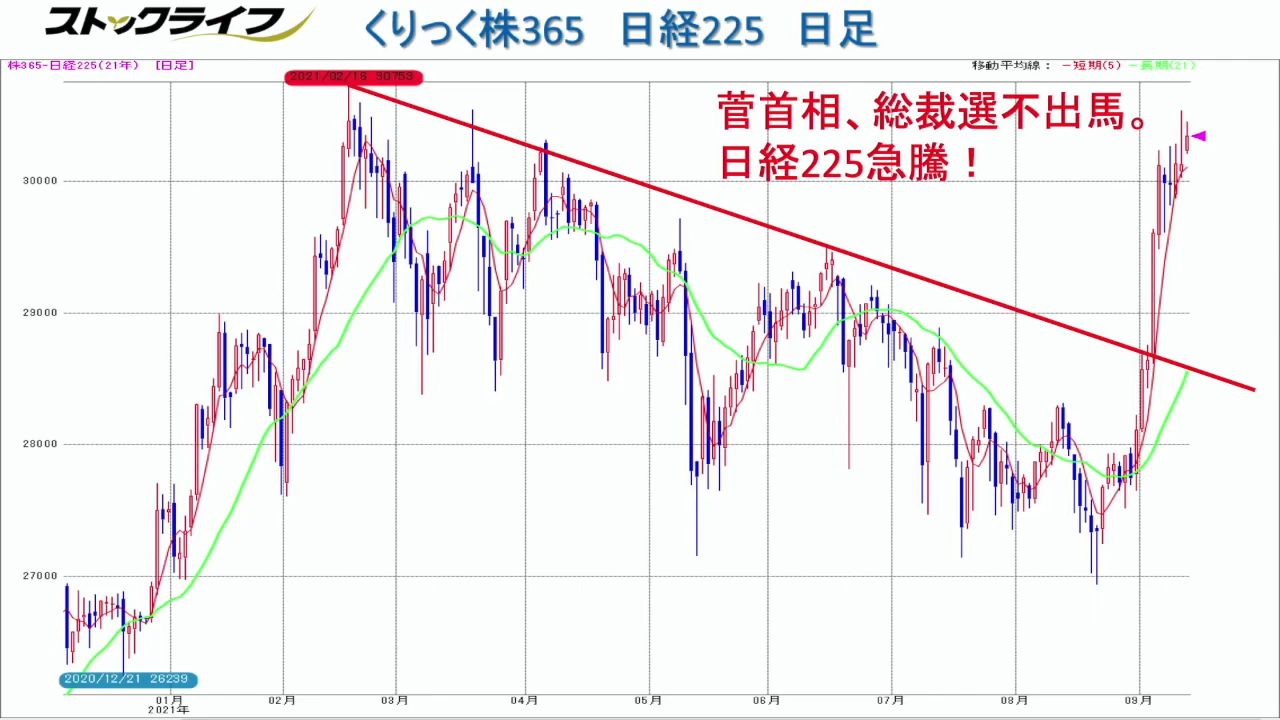 ストックライフ
くりっく株365　日経225　日足
株365-日経225(21年)　[日足]
移動平均線： －短期(5) －長期(21)
2021/02/16 30753
菅首相、総裁選不出馬。
日経225急騰！
30000
29000
28000
27000
2020/12/21 26239
01月 02月 03月 04月 05月 06月 07月 08月 09月
2021年